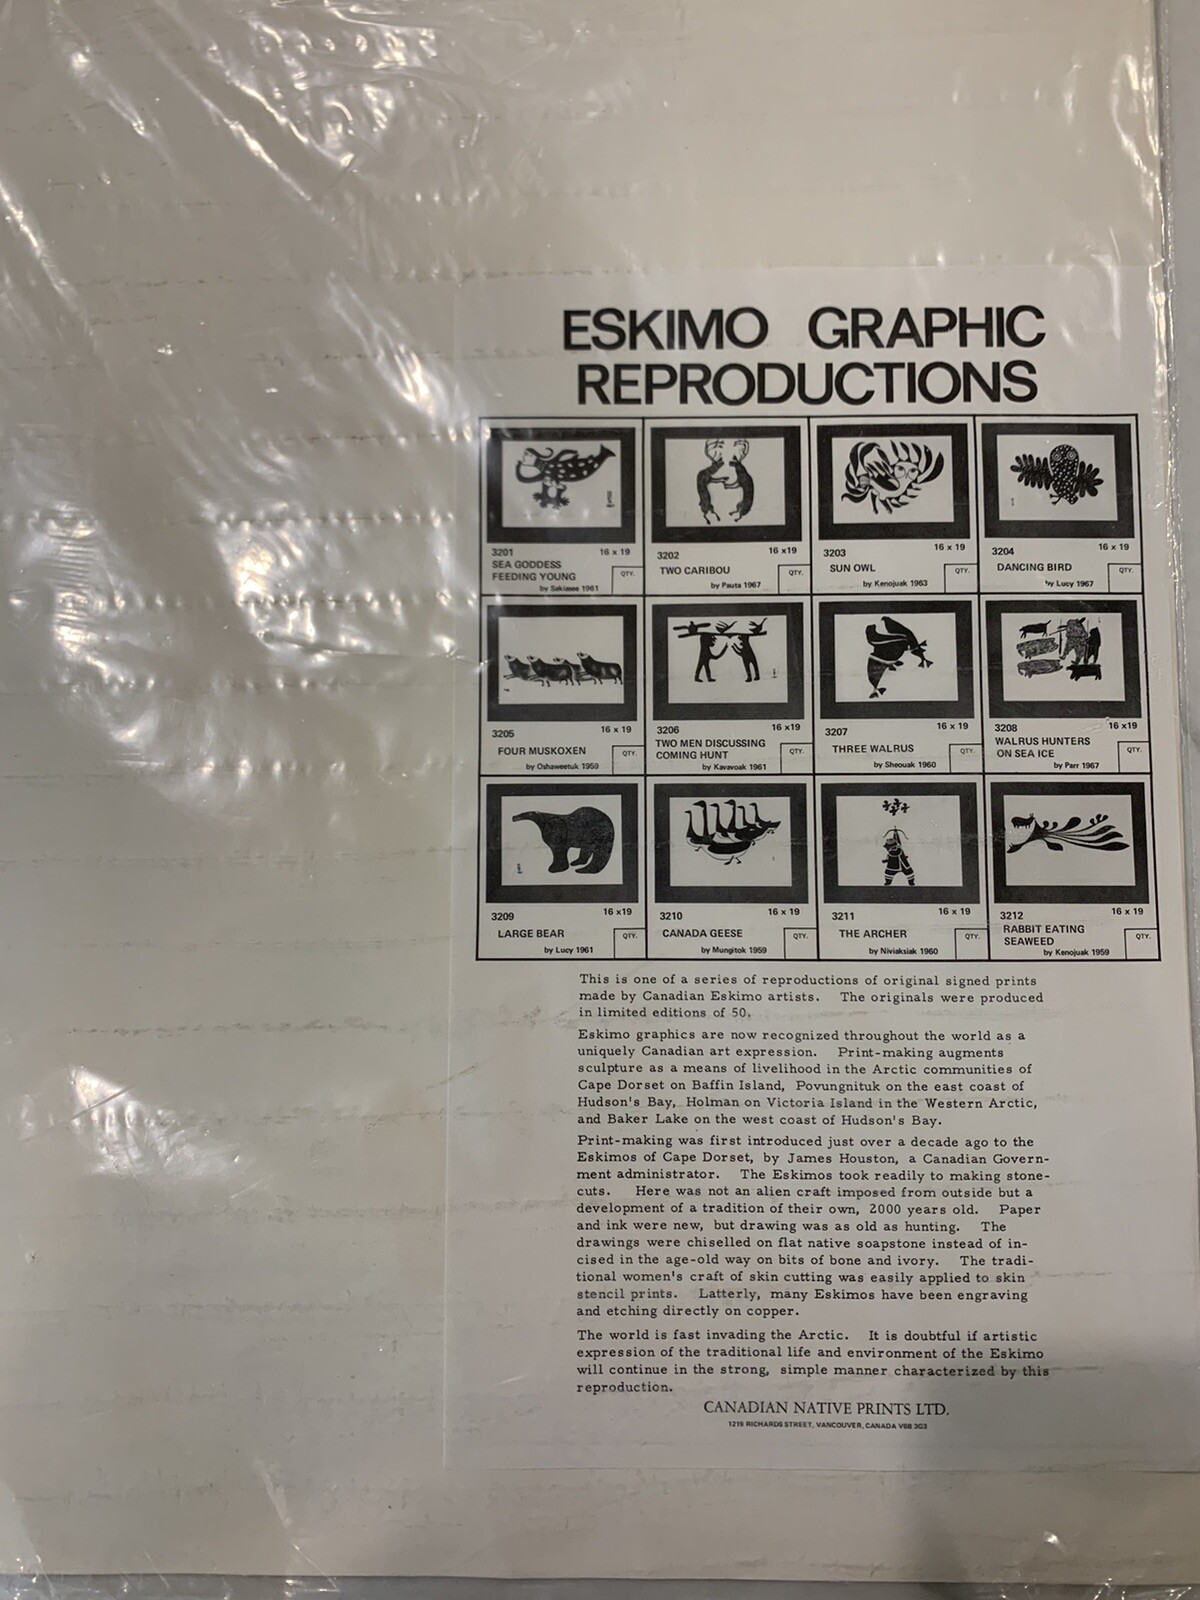 ESKIMO GRAPHIC
REPRODUCTIONS
3201 16 x 19
SEA GODDESS
FEEDING YOUNG
QTY.
by Sakiasee 1961
3202 16 x19
TWO CARIBOU
QTY.
by Pauta 1967
3203 16 x 19
SUN OWL
QTY.
by Kenojuak 1963
3204 16 x 19
DANCING BIRD
QTY.
by Lucy 1967
3205 16 x 19
FOUR MUSKOXEN
QTY.
by Oshaweetuk 1959
3206 16 x19
TWO MEN DISCUSSING
COMING HUNT
QTY.
by Kavavoak 1961
3207
THREE WALRUS
QTY.
by Sheouak 1960
3208 16 x19
WALRUS HUNTERS
ON SEA ICE
QTY.
by Parr 1967
3209 16 x19
LARGE BEAR
QTY.
by Lucy 1961
3210 16 x 19
CANADA GEESE
QTY.
by Mungitok 1959
3211 16 x 19
THE ARCHER
QTY.
by Niviaksiak 1960
3212 16 x 19
RABBIT EATING
SEAWEED
QTY.
by Kenojuak 1959
This is one of a series of reproductions of original signed prints
made by Canadian Eskimo artists. The originals were produced
in limited editions of 50.
Eskimo graphics are now recognized throughout the world as a
uniquely Canadian art expression. Print-making augments
sculpture as a means of livelihood in the Arctic communities of
Cape Dorset on Baffin Island, Povungnituk on the east coast of
Hudson's Bay, Holman on Victoria Island in the Western Arctic,
and Baker Lake on the west coast of Hudson's Bay.
Print-making was first introduced just over a decade ago to the
Eskimos of Cape Dorset, by James Houston, a Canadian Govern-
ment administrator. The Eskimos took readily to making stone-
cuts. Here was not an alien craft imposed from outside but a
development of a tradition of their own, 2000 years old. Paper
and ink were new, but drawing was as old as hunting. The
drawings were chiselled on flat native soapstone instead of in-
cised in the age-old way on bits of bone and ivory. The tradi-
tional women's craft of skin cutting was easily applied to skin
stencil prints. Latterly, many Eskimos have been engraving
and etching directly on copper.
The world is fast invading the Arctic. It is doubtful if artistic
expression of the traditional life and environment of the Eskimo
will continue in the strong, simple manner characterized by this
reproduction.
CANADIAN NATIVE PRINTS LTD.
1219 RICHARDS STREET, VANCOUVER, CANADA V6B 3G3